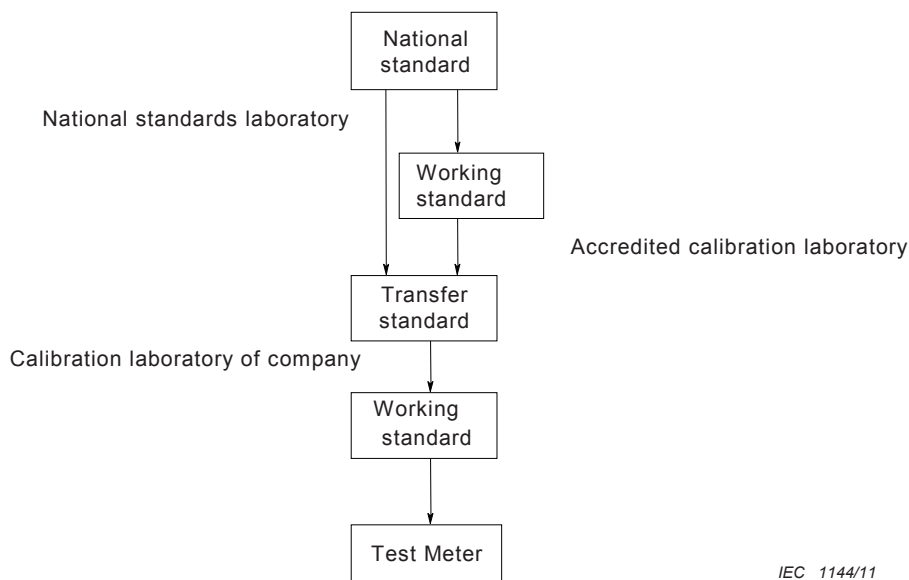 National
standard
National standards laboratory
Working
standard
Accredited calibration laboratory
Transfer
standard
Calibration laboratory of company
Working
standard
Test Meter
IEC 1144/11